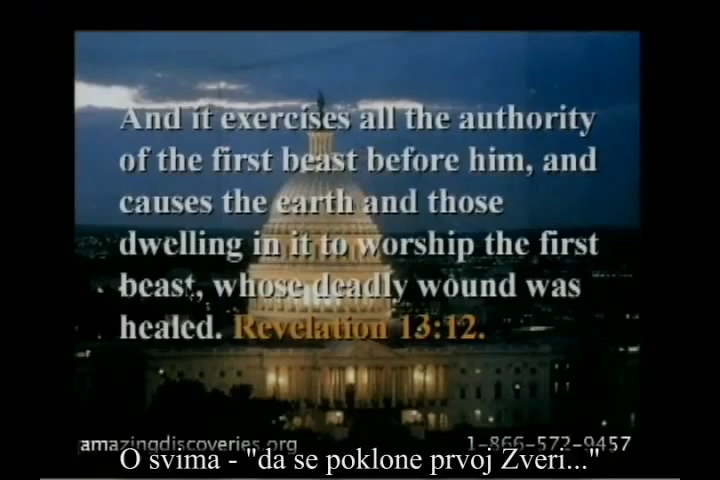 And it exercises all the authority
of the first beast before him, and
causes the earth and those
dwelling in it to worship the first
beast, whose deadly wound was
healed. Revelation 13:12.
amazingdiscoveries.org 1-866-572-9457
O svima - "da se poklone prvoj Zveri..."